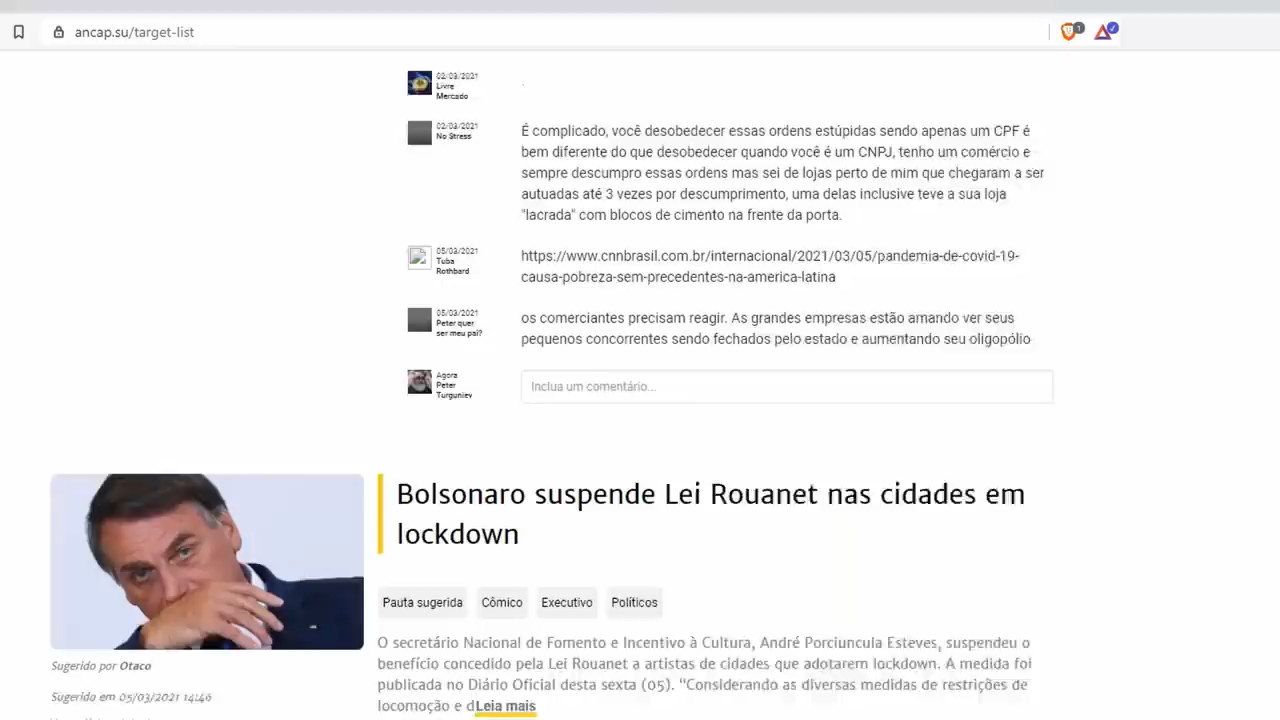 ancap.su/target-list
1
02/03/2021
Livre
Mercado
.
02/03/2021
No Stress
É complicado, você desobedecer essas ordens estúpidas sendo apenas um CPF é
bem diferente do que desobedecer quando você é um CNPJ, tenho um comércio e
sempre descumpro essas ordens mas sei de lojas perto de mim que chegaram a ser
autuadas até 3 vezes por descumprimento, uma delas inclusive teve a sua loja
"lacrada" com blocos de cimento na frente da porta.
05/03/2021
Tuba
Rothbard
https://www.cnnbrasil.com.br/internacional/2021/03/05/pandemia-de-covid-19-
causa-pobreza-sem-precedentes-na-america-latina
05/03/2021
Peter quer
ser meu pai?
os comerciantes precisam reagir. As grandes empresas estão amando ver seus
pequenos concorrentes sendo fechados pelo estado e aumentando seu oligopólio
Agora
Peter
Turguniev
Inclua um comentário...
Bolsonaro suspende Lei Rouanet nas cidades em
lockdown
Pauta sugerida Cômico Executivo Políticos
O secretário Nacional de Fomento e Incentivo à Cultura, André Porciuncula Esteves, suspendeu o
benefício concedido pela Lei Rouanet a artistas de cidades que adotarem lockdown. A medida foi
publicada no Diário Oficial desta sexta (05). “Considerando as diversas medidas de restrições de
locomoção e d Leia mais
Sugerido por Otaco
Sugerido em 05/03/2021 14:46